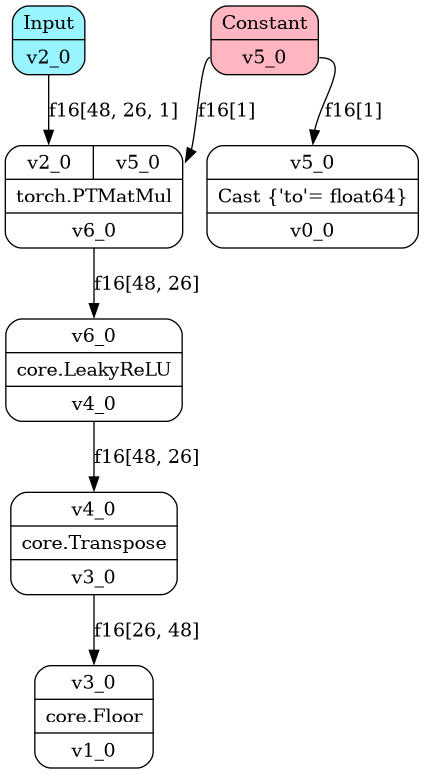 Input
v2_0
Constant
v5_0
f16[48, 26, 1]
f16[1]
f16[1]
v2_0 v5_0
torch.PTMatMul
v6_0
v5_0
Cast {'to'= float64}
v0_0
f16[48, 26]
v6_0
core.LeakyReLU
v4_0
f16[48, 26]
v4_0
core.Transpose
v3_0
f16[26, 48]
v3_0
core.Floor
v1_0